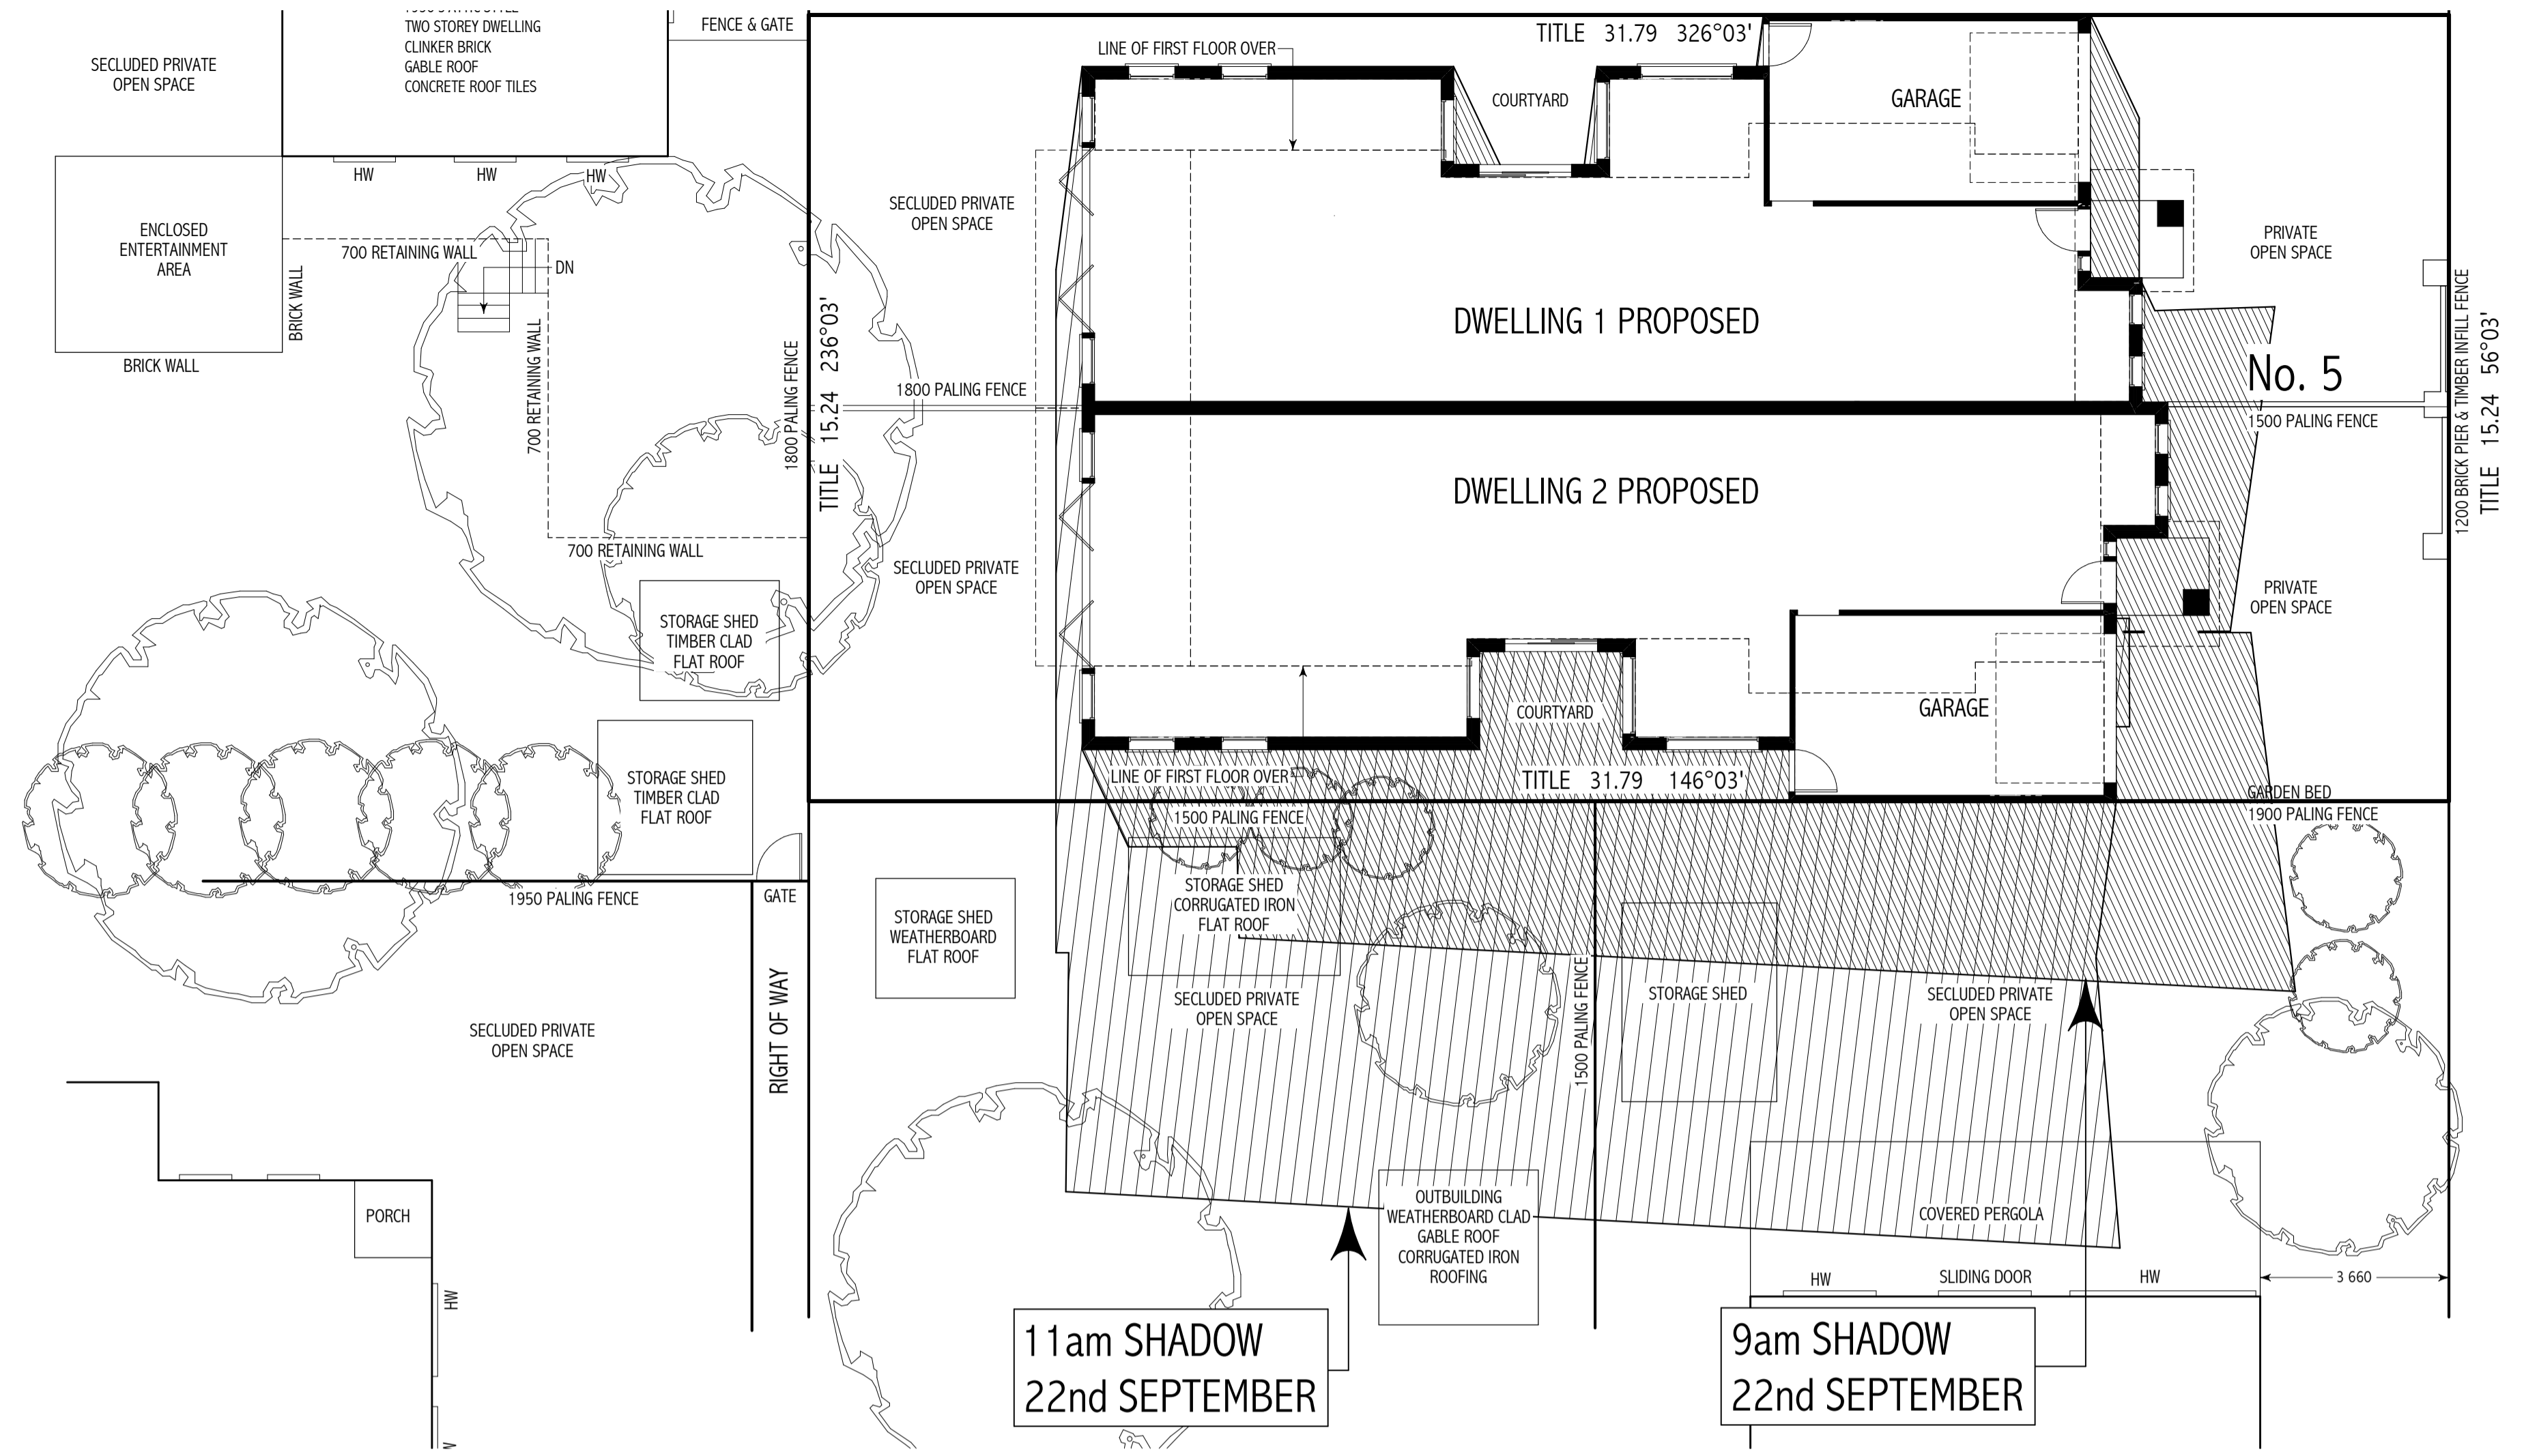 TWO STOREY DWELLING
CLINKER BRICK
GABLE ROOF
CONCRETE ROOF TILES
FENCE & GATE
SECLUDED PRIVATE
OPEN SPACE
HW
HW
HW
ENCLOSED
ENTERTAINMENT
AREA
BRICK WALL
BRICK WALL
700 RETAINING WALL
DN
700 RETAINING WALL
700 RETAINING WALL
1800 PALING FENCE
TITLE 15.24 236°03'
STORAGE SHED
TIMBER CLAD
FLAT ROOF
STORAGE SHED
TIMBER CLAD
FLAT ROOF
1950 PALING FENCE
GATE
RIGHT OF WAY
SECLUDED PRIVATE
OPEN SPACE
PORCH
HW
TITLE 31.79 326°03'
LINE OF FIRST FLOOR OVER
COURTYARD
GARAGE
SECLUDED PRIVATE
OPEN SPACE
PRIVATE
OPEN SPACE
DWELLING 1 PROPOSED
No. 5
1800 PALING FENCE
1500 PALING FENCE
1200 BRICK PIER & TIMBER INFILL FENCE
TITLE 15.24 56°03'
DWELLING 2 PROPOSED
SECLUDED PRIVATE
OPEN SPACE
PRIVATE
OPEN SPACE
COURTYARD
GARAGE
LINE OF FIRST FLOOR OVER
TITLE 31.79 146°03'
GARDEN BED
1900 PALING FENCE
1500 PALING FENCE
STORAGE SHED
CORRUGATED IRON
FLAT ROOF
STORAGE SHED
WEATHERBOARD
FLAT ROOF
SECLUDED PRIVATE
OPEN SPACE
1500 PALING FENCE
STORAGE SHED
SECLUDED PRIVATE
OPEN SPACE
OUTBUILDING
WEATHERBOARD CLAD
GABLE ROOF
CORRUGATED IRON
ROOFING
COVERED PERGOLA
HW
SLIDING DOOR
HW
3 660
11am SHADOW
22nd SEPTEMBER
9am SHADOW
22nd SEPTEMBER